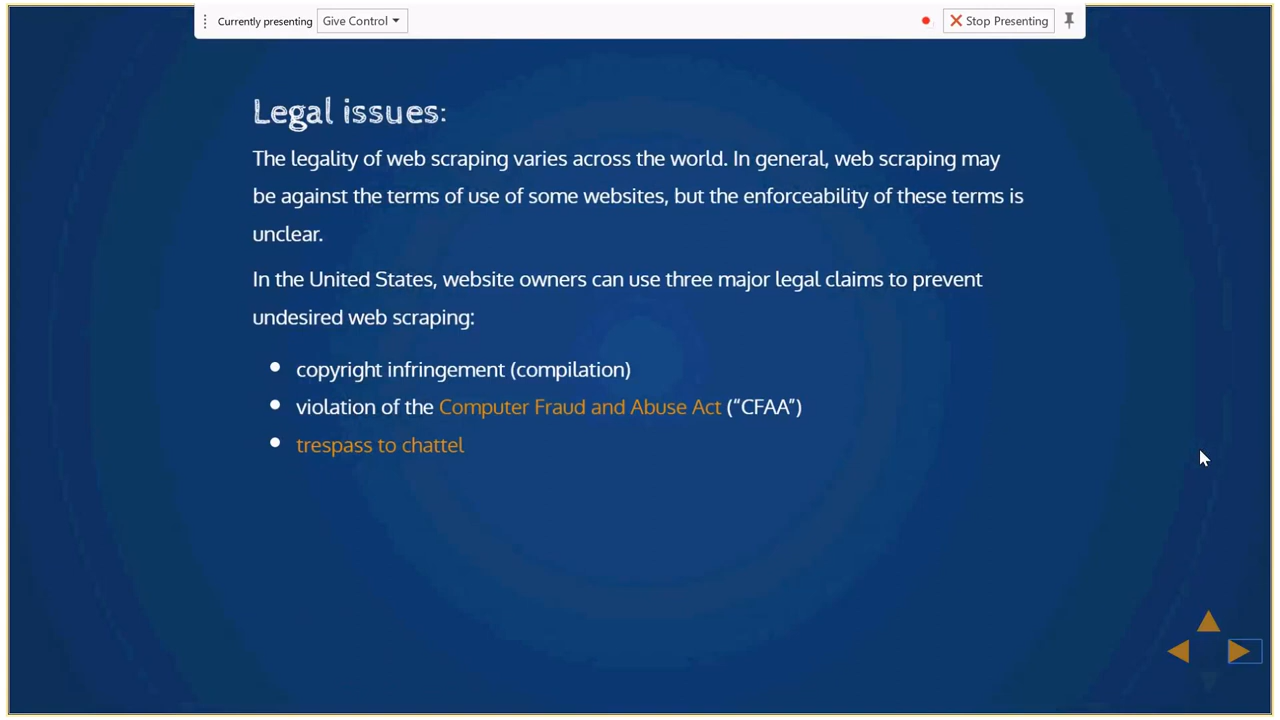 Currently presenting Give Control Stop Presenting
Legal issues:
The legality of web scraping varies across the world. In general, web scraping may
be against the terms of use of some websites, but the enforceability of these terms is
unclear.
In the United States, website owners can use three major legal claims to prevent
undesired web scraping:
copyright infringement (compilation)
violation of the Computer Fraud and Abuse Act (“CFAA”)
trespass to chattel